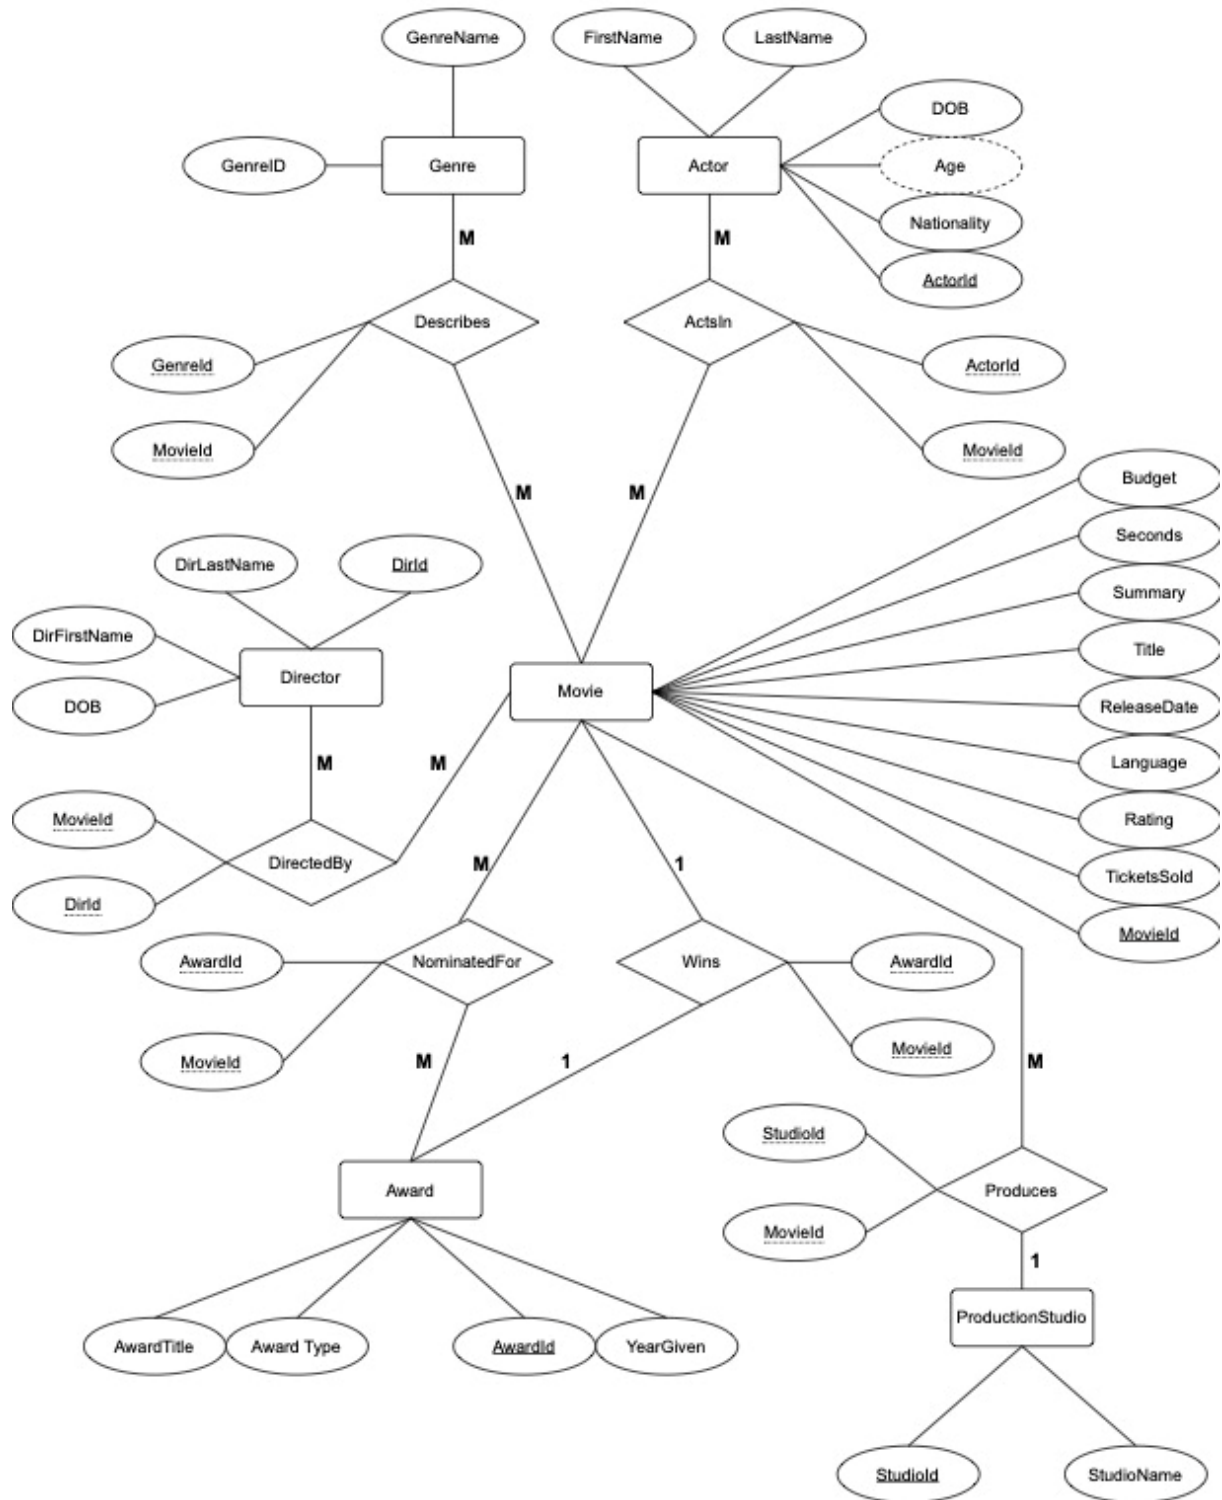 GenreName
FirstName
LastName
DOB
GenreID
Genre
Actor
Age
Nationality
M
M
ActorId
Describes
ActsIn
GenreId
ActorId
MovieId
MovieId
Budget
M
M
Seconds
DirLastName
DirId
Summary
DirFirstName
Title
Director
Movie
DOB
ReleaseDate
M
M
Language
MovieId
Rating
DirectedBy
M
1
TicketsSold
DirId
MovieId
AwardId
NominatedFor
Wins
AwardId
MovieId
M
1
MovieId
M
StudioId
Award
Produces
MovieId
1
ProductionStudio
AwardTitle
Award Type
AwardId
YearGiven
StudioId
StudioName